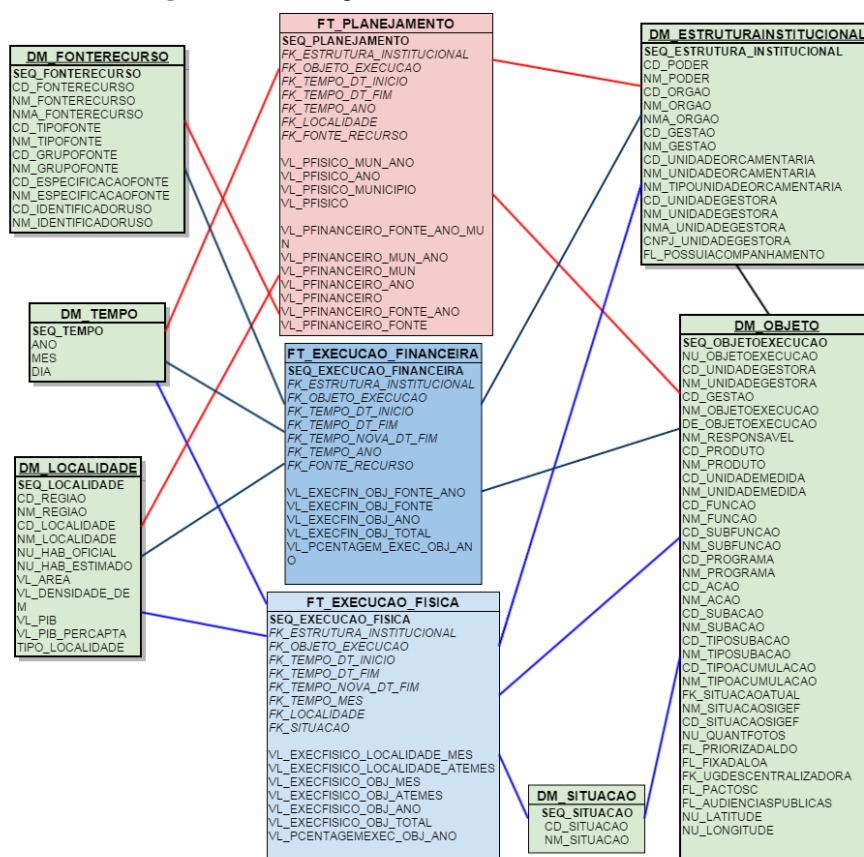 DM_FONTERECURSO
SEQ_FONTERECURSO
CD_FONTERECURSO
NM_FONTERECURSO
NMA_FONTERECURSO
CD_TIPOFONTE
NM_TIPOFONTE
CD_GRUPOFONTE
NM_GRUPOFONTE
CD_ESPECIFICACAOFONTE
NM_ESPECIFICACAOFONTE
CD_IDENTIFICADORUSO
NM_IDENTIFICADORUSO
DM_TEMPO
SEQ_TEMPO
ANO
MES
DIA
DM_LOCALIDADE
SEQ_LOCALIDADE
CD_REGIAO
NM_REGIAO
CD_LOCALIDADE
NM_LOCALIDADE
NU_HAB_OFICIAL
NU_HAB_ESTIMADO
VL_AREA
VL_DENSIDADE_DE
M
VL_PIB
VL_PIB_PERCAPTA
TIPO_LOCALIDADE
FT_PLANEJAMENTO
SEQ_PLANEJAMENTO
FK_ESTRUTURA_INSTITUCIONAL
FK_OBJETO_EXECUCAO
FK_TEMPO_DT_INICIO
FK_TEMPO_DT_FIM
FK_TEMPO_ANO
FK_LOCALIDADE
FK_FONTE_RECURSO
VL_PFISICO_MUN_ANO
VL_PFISICO_ANO
VL_PFISICO_MUNICIPIO
VL_PFISICO
VL_PFINANCEIRO_FONTE_ANO_MU
N
VL_PFINANCEIRO_MUN_ANO
VL_PFINANCEIRO_MUN
VL_PFINANCEIRO_ANO
VL_PFINANCEIRO
VL_PFINANCEIRO_FONTE_ANO
VL_PFINANCEIRO_FONTE
FT_EXECUCAO_FINANCEIRA
SEQ_EXECUCAO_FINANCEIRA
FK_ESTRUTURA_INSTITUCIONAL
FK_OBJETO_EXECUCAO
FK_TEMPO_DT_INICIO
FK_TEMPO_DT_FIM
FK_TEMPO_NOVA_DT_FIM
FK_TEMPO_ANO
FK_FONTE_RECURSO
VL_EXECFIN_OBJ_FONTE_ANO
VL_EXECFIN_OBJ_FONTE
VL_EXECFIN_OBJ_ANO
VL_EXECFIN_OBJ_TOTAL
VL_PCENTAGEM_EXEC_OBJ_AN
O
FT_EXECUCAO_FISICA
SEQ_EXECUCAO_FISICA
FK_ESTRUTURA_INSTITUCIONAL
FK_OBJETO_EXECUCAO
FK_TEMPO_DT_INICIO
FK_TEMPO_DT_FIM
FK_TEMPO_NOVA_DT_FIM
FK_TEMPO_MES
FK_LOCALIDADE
FK_SITUACAO
VL_EXECFISICO_LOCALIDADE_MES
VL_EXECFISICO_LOCALIDADE_ATEMES
VL_EXECFISICO_OBJ_MES
VL_EXECFISICO_OBJ_ATEMES
VL_EXECFISICO_OBJ_ANO
VL_EXECFISICO_OBJ_TOTAL
VL_PCENTAGEMEXEC_OBJ_ANO
DM_SITUACAO
SEQ_SITUACAO
CD_SITUACAO
NM_SITUACAO
DM_ESTRUTURAINSTITUCIONAL
SEQ_ESTRUTURA_INSTITUCIONAL
CD_PODER
NM_PODER
CD_ORGAO
NM_ORGAO
NMA_ORGAO
CD_GESTAO
NM_GESTAO
CD_UNIDADEORCAMENTARIA
NM_UNIDADEORCAMENTARIA
NM_TIPOUNIDADEORCAMENTARIA
CD_UNIDADEGESTORA
NM_UNIDADEGESTORA
NMA_UNIDADEGESTORA
CNPJ_UNIDADEGESTORA
FL_POSSUIACOMPANHAMENTO
DM_OBJETO
SEQ_OBJETOEXECUCAO
NU_OBJETOEXECUCAO
CD_UNIDADEGESTORA
NM_UNIDADEGESTORA
CD_GESTAO
NM_OBJETOEXECUCAO
DE_OBJETOEXECUCAO
NM_RESPONSAVEL
CD_PRODUTO
NM_PRODUTO
CD_UNIDADEMEDIDA
NM_UNIDADEMEDIDA
CD_FUNCAO
NM_FUNCAO
CD_SUBFUNCAO
NM_SUBFUNCAO
CD_PROGRAMA
NM_PROGRAMA
CD_ACAO
NM_ACAO
CD_SUBACAO
NM_SUBACAO
CD_TIPOSUBACAO
NM_TIPOSUBACAO
CD_TIPOACUMULACAO
NM_TIPOACUMULACAO
FK_SITUACAOATUAL
NM_SITUACAOSIGEF
CD_SITUACAOSIGEF
NU_QUANTFOTOS
FL_PRIORIZADALDO
FL_FIXADALOA
FK_UGDESCENTRALIZADORA
FL_PACTOSC
FL_AUDIENCIASPUBLICAS
NU_LATITUDE
NU_LONGITUDE